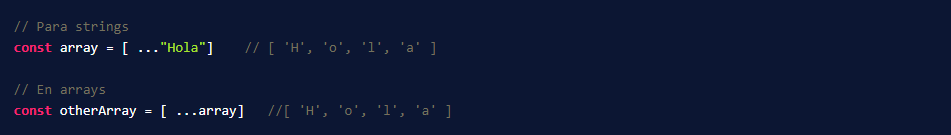 // Para strings
const array = [ ..."Hola"]    // [ 'H', 'o', 'l', 'a' ]
// En arrays
const otherArray = [ ...array]   //[ 'H', 'o', 'l', 'a' ]